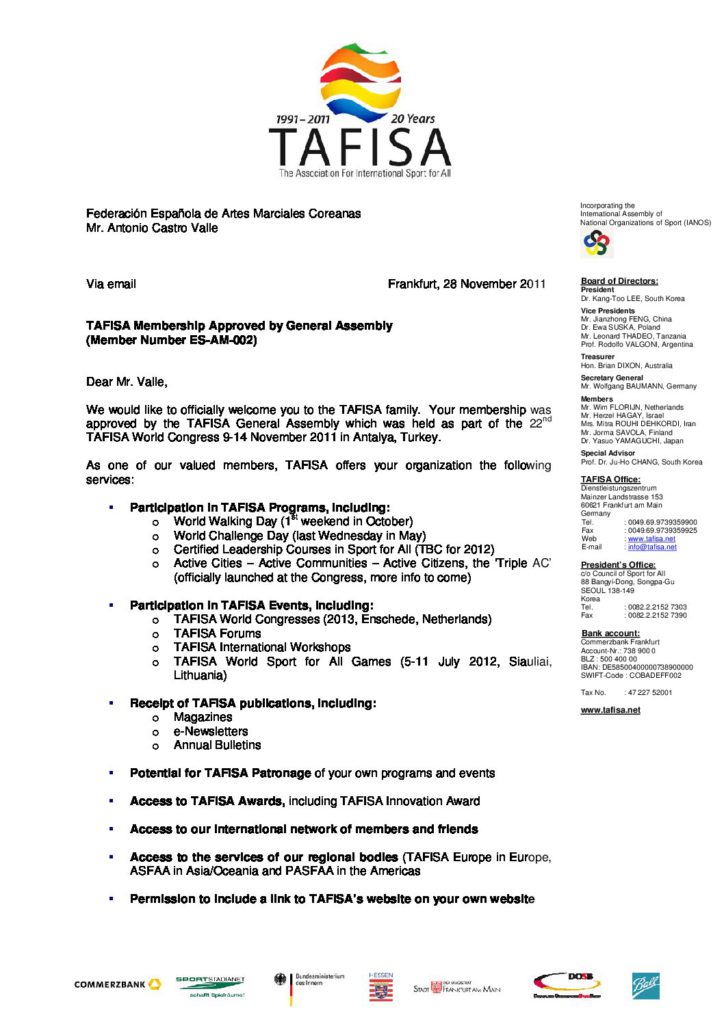 1991–2011 20 Years
TAFISA
The Association For International Sport for All
Federación Española de Artes Marciales Coreanas
Mr. Antonio Castro Valle
Via email Frankfurt, 28 November 2011
TAFISA Membership Approved by General Assembly
(Member Number ES-AM-002)
Dear Mr. Valle,
We would like to officially welcome you to the TAFISA family. Your membership was
approved by the TAFISA General Assembly which was held as part of the 22nd
TAFISA World Congress 9-14 November 2011 in Antalya, Turkey.
As one of our valued members, TAFISA offers your organization the following
services:
▪ Participation in TAFISA Programs, including:
o World Walking Day (1st weekend in October)
o World Challenge Day (last Wednesday in May)
o Certified Leadership Courses in Sport for All (TBC for 2012)
o Active Cities – Active Communities – Active Citizens, the 'Triple AC'
(officially launched at the Congress, more info to come)
▪ Participation in TAFISA Events, including:
o TAFISA World Congresses (2013, Enschede, Netherlands)
o TAFISA Forums
o TAFISA International Workshops
o TAFISA World Sport for All Games (5-11 July 2012, Siauliai,
Lithuania)
▪ Receipt of TAFISA publications, including:
o Magazines
o e-Newsletters
o Annual Bulletins
▪ Potential for TAFISA Patronage of your own programs and events
▪ Access to TAFISA Awards, including TAFISA Innovation Award
▪ Access to our international network of members and friends
▪ Access to the services of our regional bodies (TAFISA Europe in Europe,
ASFAA in Asia/Oceania and PASFAA in the Americas
▪ Permission to include a link to TAFISA's website on your own website
Incorporating the
International Assembly of
National Organizations of Sport (IANOS)
Board of Directors:
President
Dr. Kang-Too LEE, South Korea
Vice Presidents
Mr. Jianzhong FENG, China
Dr. Ewa SUSKA, Poland
Mr. Leonard THADEO, Tanzania
Prof. Rodolfo VALGONI, Argentina
Treasurer
Hon. Brian DIXON, Australia
Secretary General
Mr. Wolfgang BAUMANN, Germany
Members
Mr. Wim FLORIJN, Netherlands
Mr. Herzel HAGAY, Israel
Mrs. Mitra ROUHI DEHKORDI, Iran
Mr. Jorma SAVOLA, Finland
Dr. Yasuo YAMAGUCHI, Japan
Special Advisor
Prof. Dr. Ju-Ho CHANG, South Korea
TAFISA Office:
Dienstleistungszentrum
Mainzer Landstrasse 153
60621 Frankfurt am Main
Germany
Tel. : 0049.69.9739359900
Fax : 0049.69.9739359925
Web : www.tafisa.net
E-mail : info@tafisa.net
President's Office:
c/o Council of Sport for All
88 Bangyi-Dong, Songpa-Gu
SEOUL 138-149
Korea
Tel. : 0082.2.2152 7303
Fax : 0082.2.2152 7390
Bank account:
Commerzbank Frankfurt
Account-Nr.: 738 900 0
BLZ : 500 400 00
IBAN: DE58500400000738900000
SWIFT-Code : COBADEFF002
Tax No. : 47 227 52001
www.tafisa.net
COMMERZBANK
SPORTSTADIANET
schafft Spielräume!
Bundesministerium
des Innern
HESSEN
STADT FRANKFURT AM MAIN
DOSB
Ball